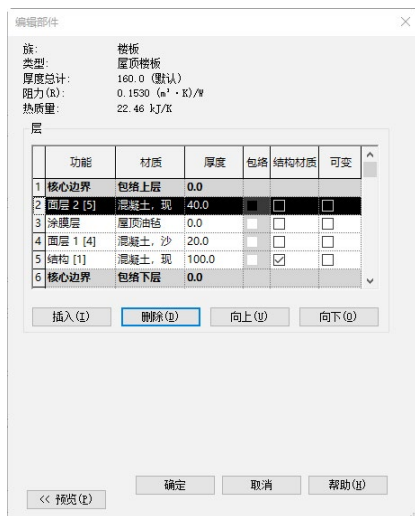 编辑部件
族: 楼板
类型: 屋顶楼板
厚度总计: 160.0 (默认)
阻力(R): 0.1530 (m²·K)/W
热质量: 22.46 kJ/K
层
功能 材质 厚度 包络 结构材质 可变
1 核心边界 包络上层 0.0
2 面层 2 [5] 混凝土, 现 40.0
3 涂膜层 屋顶油毡 0.0
4 面层 1 [4] 混凝土, 沙 20.0
5 结构 [1] 混凝土, 现 100.0
6 核心边界 包络下层 0.0
插入(I) 删除(D) 向上(U) 向下(O)
确定 取消 帮助(H)
<< 预览(P)